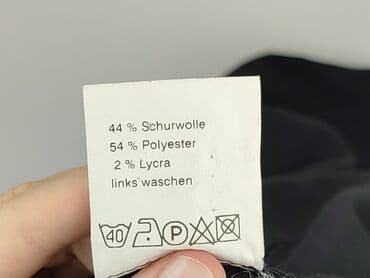 44 % Schurwolle
54 % Polyester
2 % Lycra
links waschen
40 P